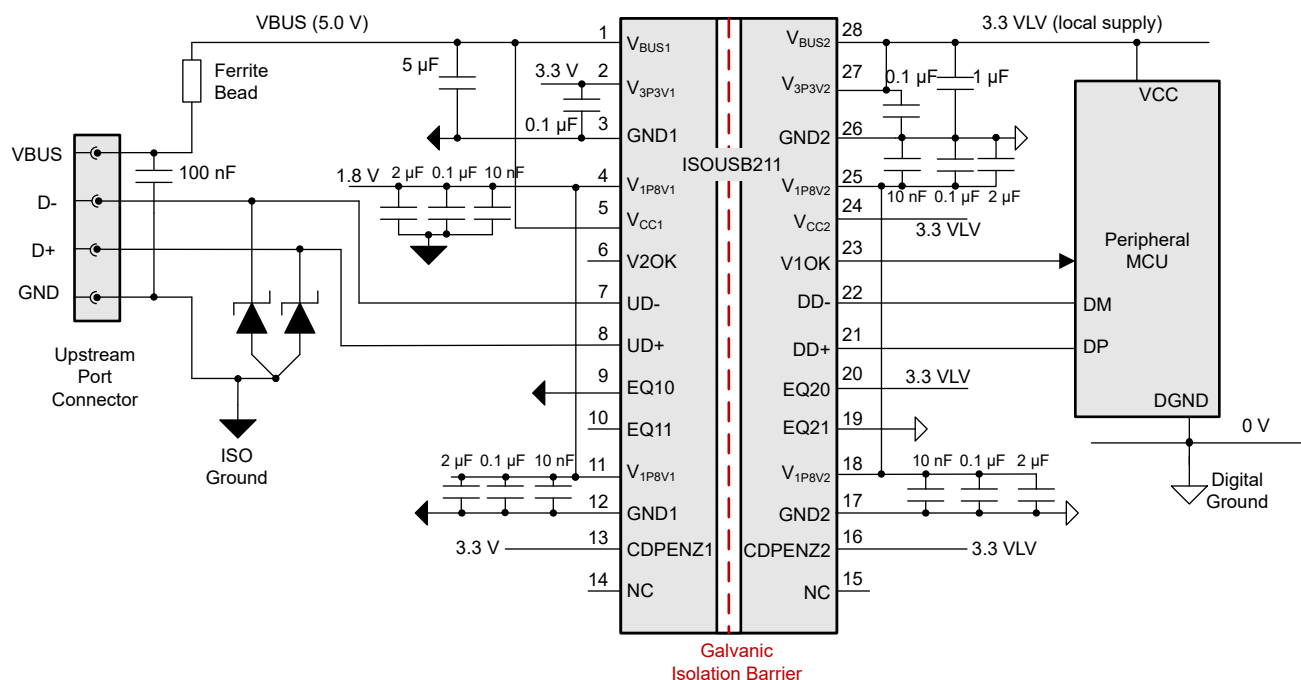 VBUS (5.0 V)
Ferrite
Bead
VBUS
D-
D+
GND
100 nF
Upstream
Port
Connector
ISO
Ground
5 µF
3.3 V
0.1 µF
1.8 V
2 µF
0.1 µF
10 nF
2 µF
0.1 µF
10 nF
3.3 V
1
2
3
4
5
6
7
8
9
10
11
12
13
14
VBUS1
V3P3V1
GND1
V1P8V1
VCC1
V2OK
UD-
UD+
EQ10
EQ11
V1P8V1
GND1
CDPENZ1
NC
ISOUSB211
Galvanic
Isolation Barrier
VBUS2
V3P3V2
GND2
V1P8V2
VCC2
V1OK
DD-
DD+
EQ20
EQ21
V1P8V2
GND2
CDPENZ2
NC
28
27
26
25
24
23
22
21
20
19
18
17
16
15
3.3 VLV (local supply)
0.1 µF
1 µF
10 nF
0.1 µF
2 µF
3.3 VLV
3.3 VLV
10 nF
0.1 µF
2 µF
3.3 VLV
VCC
Peripheral
MCU
DM
DP
DGND
0 V
Digital
Ground